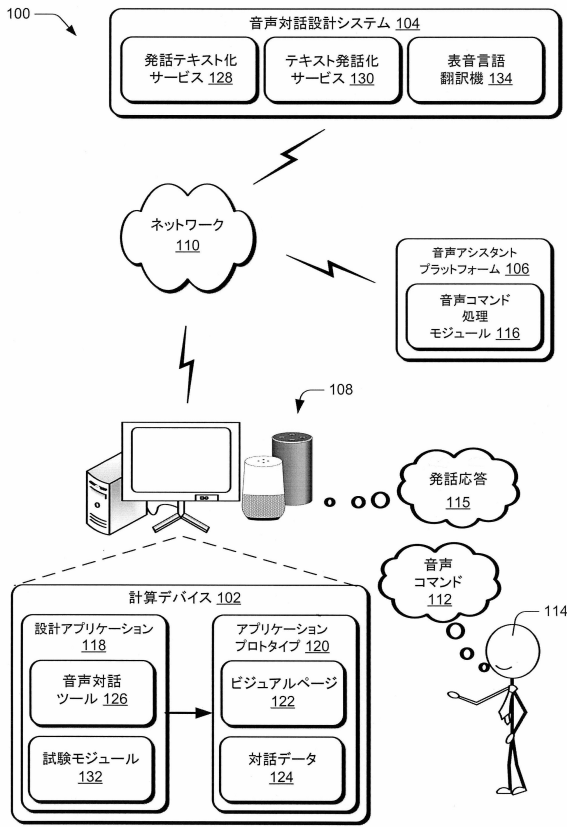 100
音声対話設計システム 104
発話テキスト化
サービス 128
テキスト発話化
サービス 130
表音言語
翻訳機 134
ネットワーク
110
音声アシスタント
プラットフォーム 106
音声コマンド
処理
モジュール 116
108
発話応答
115
音声
コマンド
112
114
計算デバイス 102
設計アプリケーション
118
音声対話
ツール 126
試験モジュール
132
アプリケーション
プロトタイプ 120
ビジュアルページ
122
対話データ
124